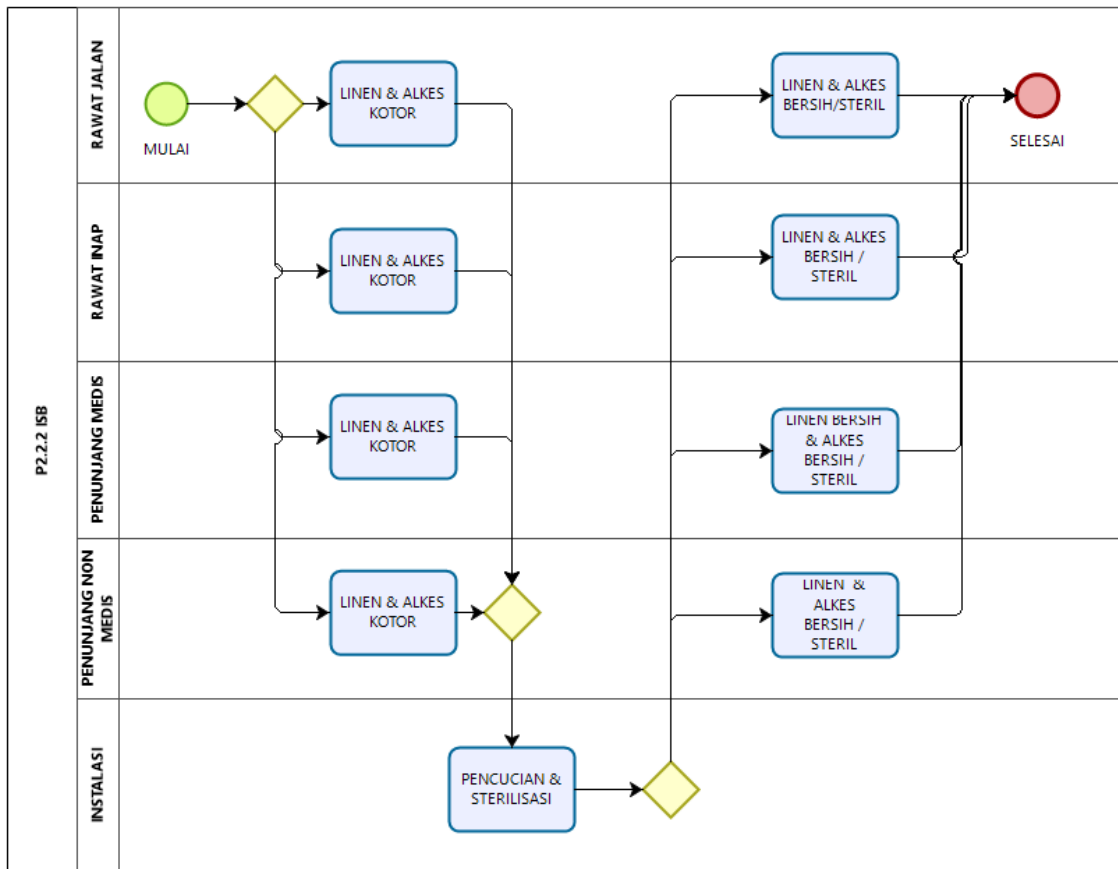 P2.2.2 ISB
RAWAT JALAN
MULAI
LINEN & ALKES
KOTOR
LINEN & ALKES
BERSIH/STERIL
SELESAI
RAWAT INAP
LINEN & ALKES
KOTOR
LINEN & ALKES
BERSIH /
STERIL
PENUNJANG MEDIS
LINEN & ALKES
KOTOR
LINEN BERSIH
& ALKES
BERSIH /
STERIL
PENUNJANG NON
MEDIS
LINEN & ALKES
KOTOR
LINEN &
ALKES
BERSIH /
STERIL
INSTALASI
PENCUCIAN &
STERILISASI